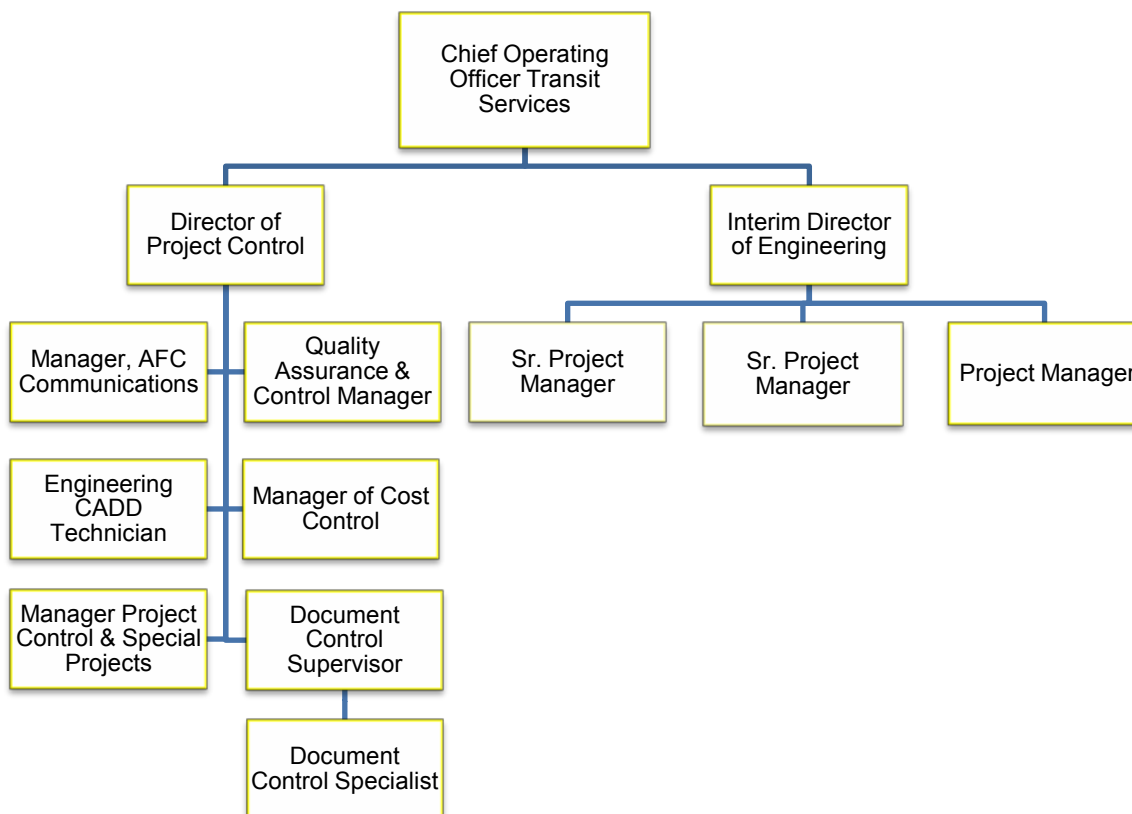 Chief Operating
Officer Transit
Services
Director of
Project Control
Interim Director
of Engineering
Manager, AFC
Communications
Quality
Assurance &
Control Manager
Sr. Project
Manager
Sr. Project
Manager
Project Manager
Engineering
CADD
Technician
Manager of Cost
Control
Manager Project
Control & Special
Projects
Document
Control
Supervisor
Document
Control Specialist